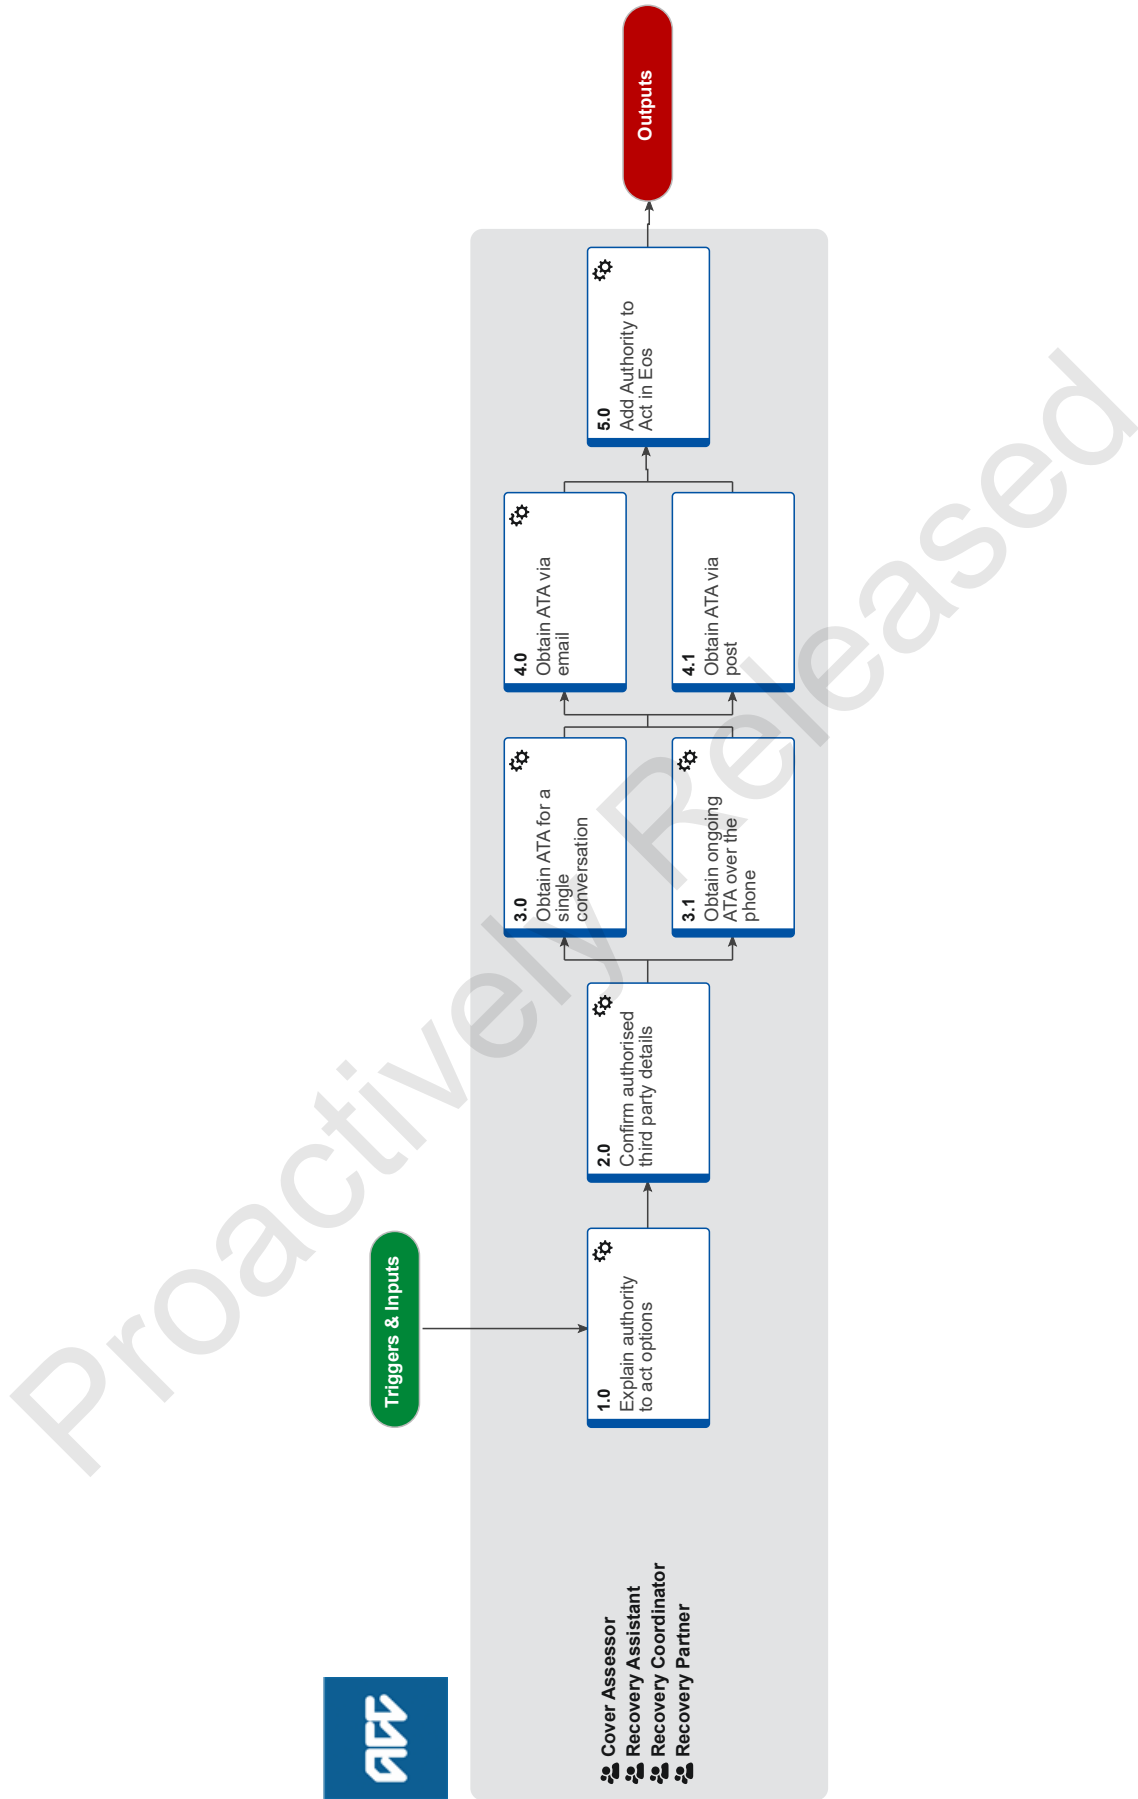 acc
Triggers & Inputs
Cover Assessor
Recovery Assistant
Recovery Coordinator
Recovery Partner
1.0
Explain authority
to act options
2.0
Confirm authorised
third party details
3.0
Obtain ATA for a
single
conversation
3.1
Obtain ongoing
ATA over the
phone
4.0
Obtain ATA via
email
4.1
Obtain ATA via
post
5.0
Add Authority to
Act in Eos
Outputs
Proactively Released